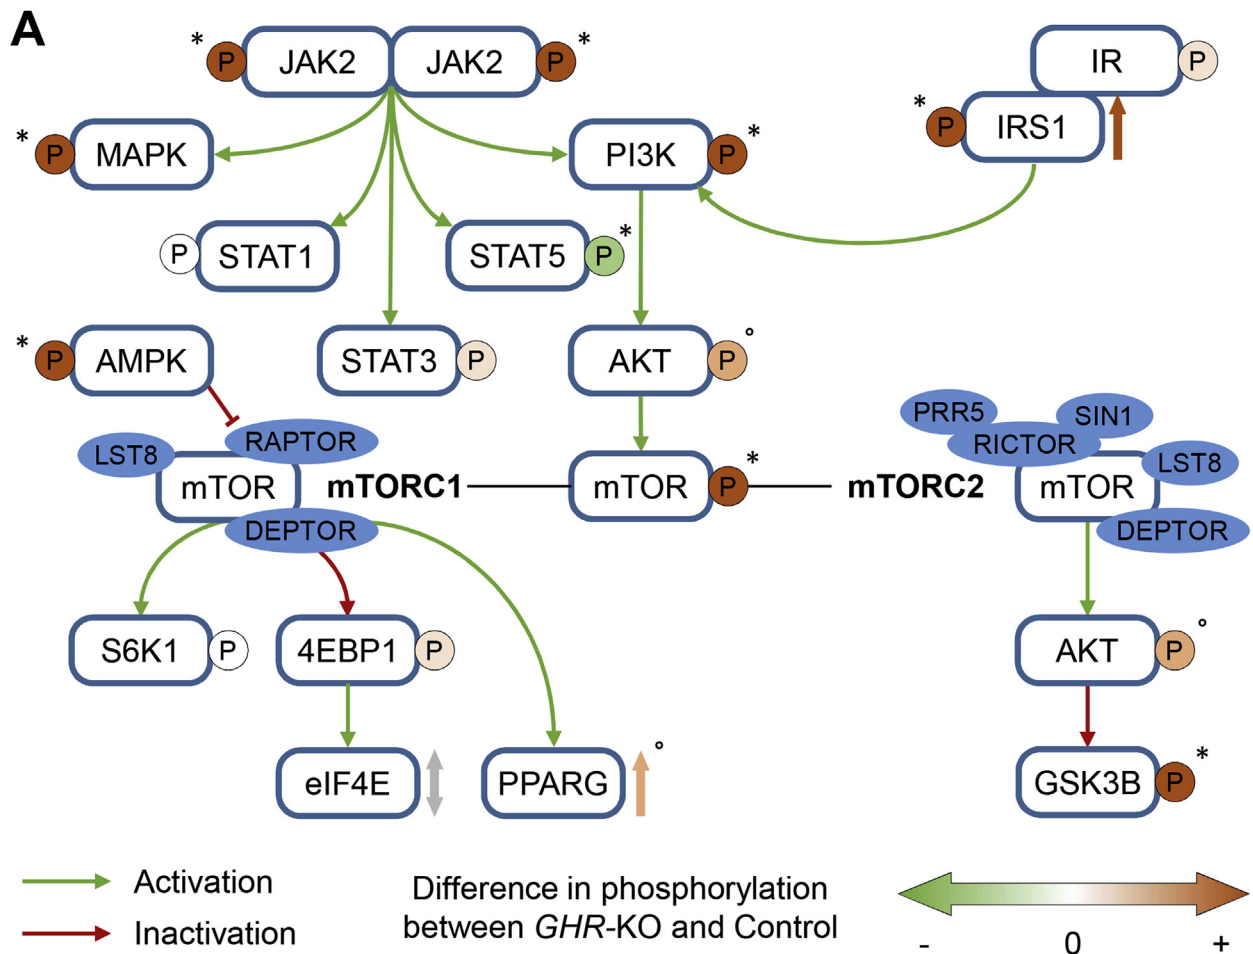 A
* P JAK2 JAK2 P *
IR P
* P IRS1
* P MAPK
PI3K P *
P STAT1
STAT5 P *
* P AMPK
STAT3 P
AKT P °
PRR5 SIN1
LST8 RAPTOR
RICTOR LST8
mTOR mTORC1 mTOR P * mTORC2 mTOR
DEPTOR
DEPTOR
S6K1 P
4EBP1 P
AKT P °
eIF4E
PPARG °
GSK3B P *
Activation
Inactivation
Difference in phosphorylation
between GHR-KO and Control
- 0 +